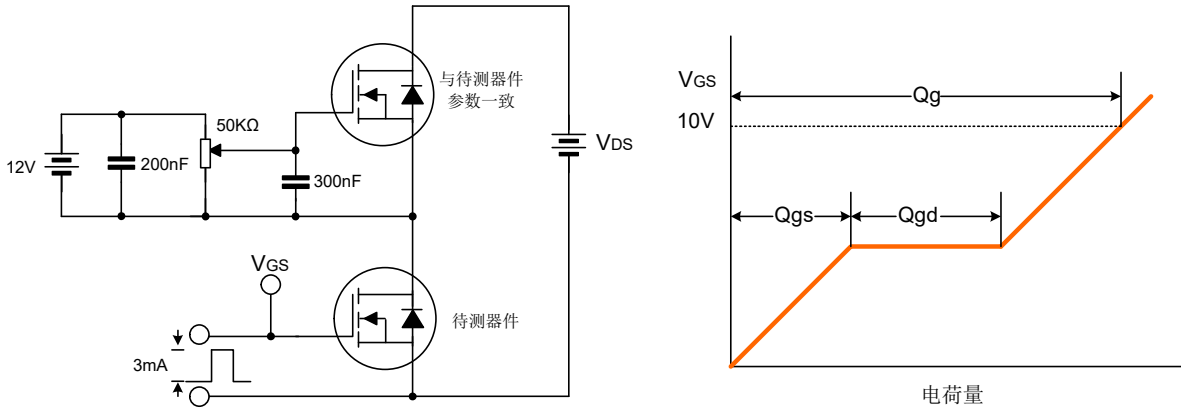 与待测器件
参数一致
50KΩ
12V
200nF
300nF
VDS
VGS
待测器件
3mA
VGS
10V
Qg
Qgs
Qgd
电荷量